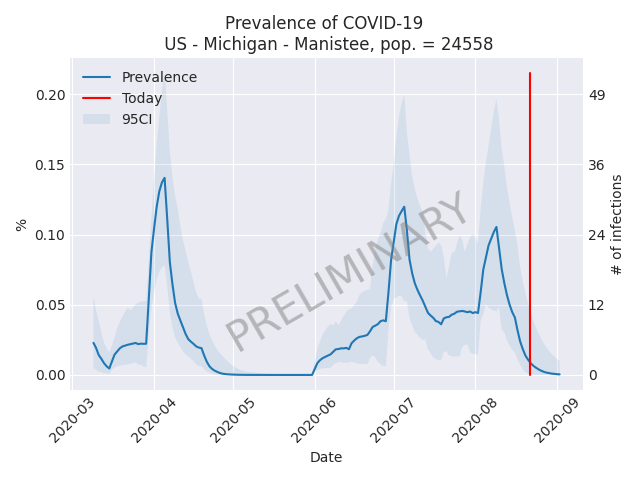 Prevalence of COVID-19
US - Michigan - Manistee, pop. = 24558
Prevalence
Today
95CI
PRELIMINARY
%
0.20
0.15
0.10
0.05
0.00
49
36
24
12
0
# of infections
2020-03
2020-04
2020-05
2020-06
2020-07
2020-08
2020-09
Date